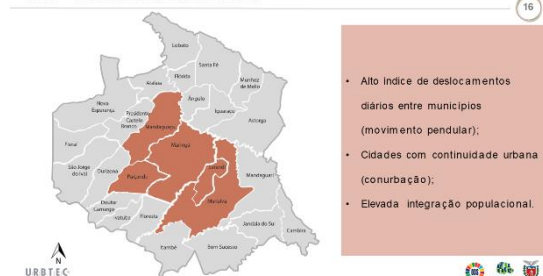 16
Lobato
Santa Fé
Flórida
Munhoz
de Melo
Atalaia
Ângulo
Nova
Esperança
Presidente
Castelo
Branco
Mandaguaçu
Iguaraçu
Astorga
Maringá
Floraí
Sarandi
São Jorge
do Ivaí
Ourizona
Paiçandu
Mandaguari
Marialva
Doutor
Camargo
Ivatuba
Floresta
Jandaia do Sul
Cambira
Itambé
Bom Sucesso
• Alto índice de deslocamentos
diários entre municípios
(movimento pendular);
• Cidades com continuidade urbana
(conurbação);
• Elevada integração populacional.
N
URBTEC